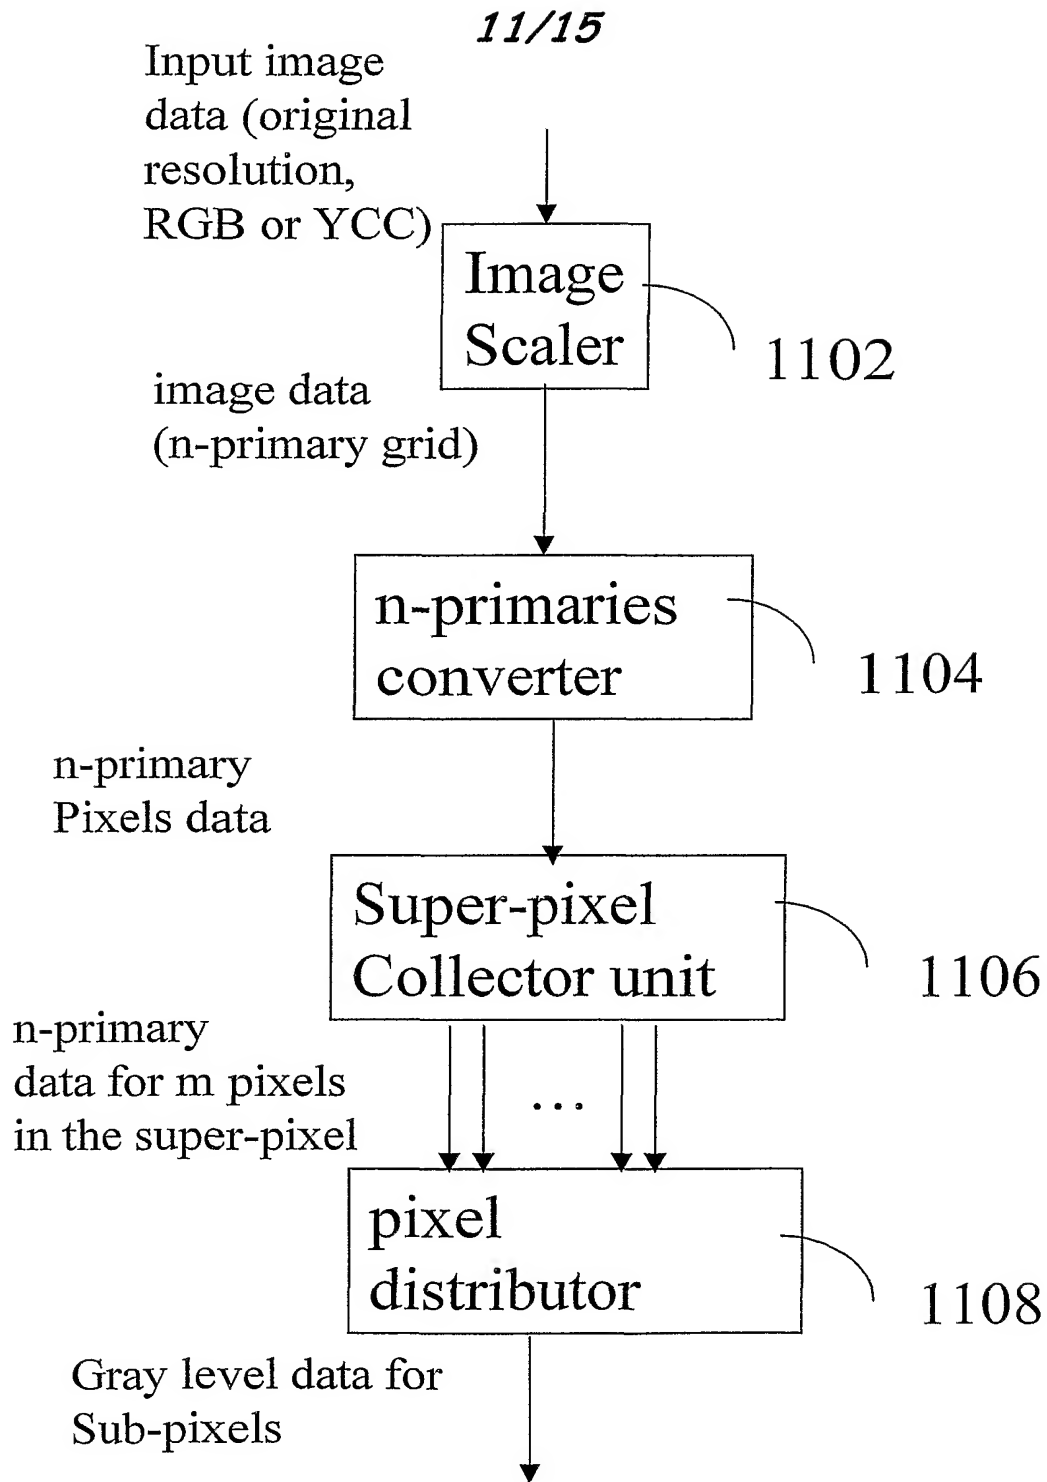 11/15
Input image
data (original
resolution,
RGB or YCC)
Image
Scaler
1102
image data
(n-primary grid)
n-primaries
converter
1104
n-primary
Pixels data
Super-pixel
Collector unit
1106
n-primary
data for m pixels
in the super-pixel
...
pixel
distributor
1108
Gray level data for
Sub-pixels